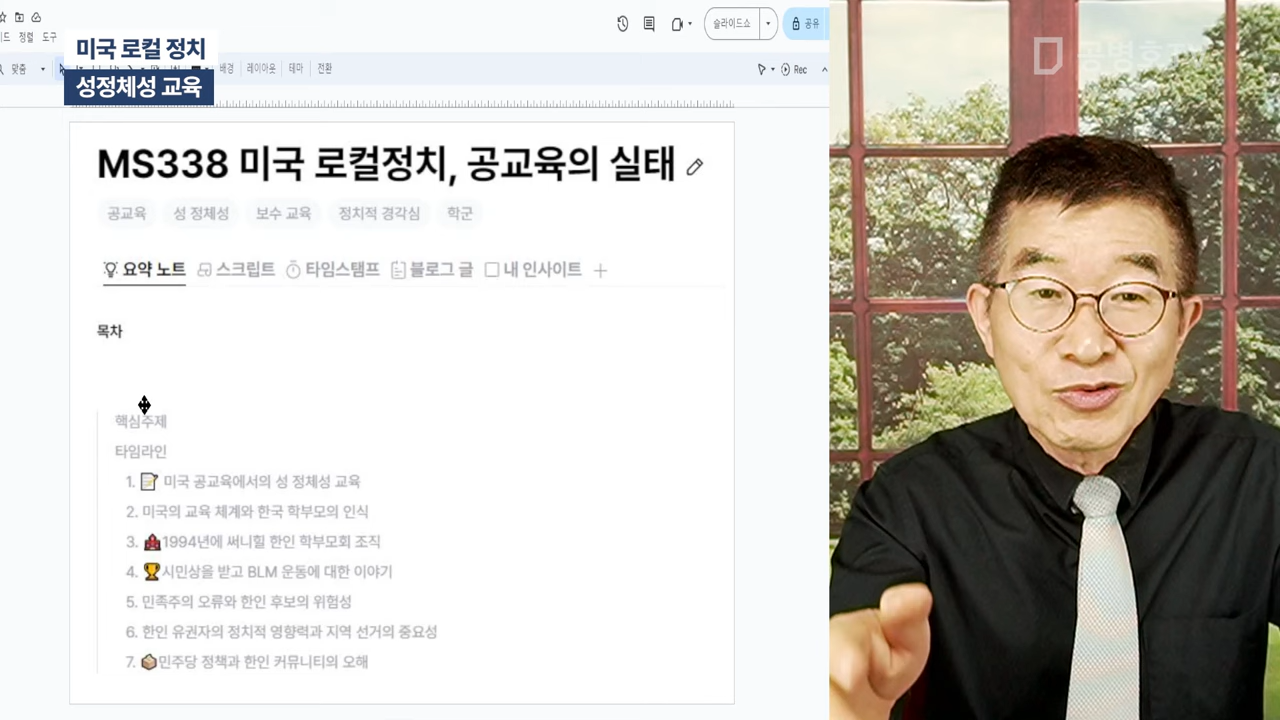 드 정렬 도구
슬라이드쇼
공유
미국 로컬 정치
성정체성 교육
맞춤
배경
레이아웃
테마
전환
Rec
MS338 미국 로컬정치, 공교육의 실태
공교육
성 정체성
보수 교육
정치적 경각심
학군
요약 노트
스크립트
타임스탬프
블로그 글
내 인사이트
목차
핵심주제
타임라인
1. 미국 공교육에서의 성 정체성 교육
2. 미국의 교육 체계와 한국 학부모의 인식
3. 1994년에 써니힐 한인 학부모회 조직
4. 시민상을 받고 BLM 운동에 대한 이야기
5. 민족주의 오류와 한인 후보의 위험성
6. 한인 유권자의 정치적 영향력과 지역 선거의 중요성
7. 민주당 정책과 한인 커뮤니티의 오해